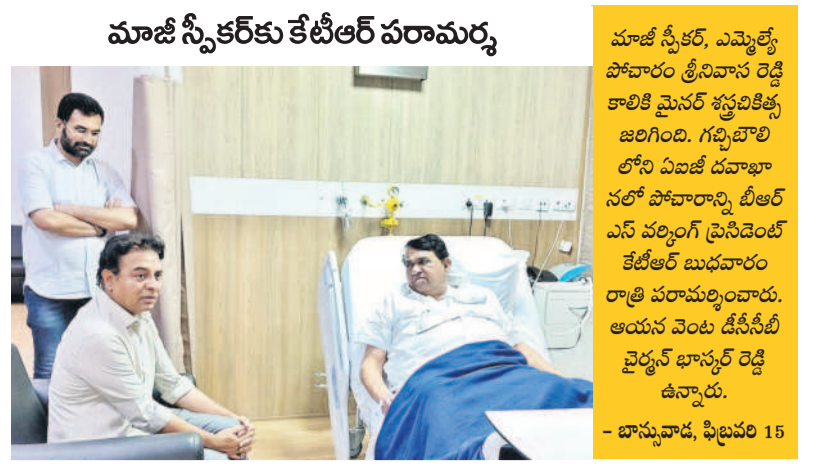 మాజీ స్పీకర్‌కు కేటీఆర్ పరామర్శ
మాజీ స్పీకర్, ఎమ్మెల్యే
పోచారం శ్రీనివాస రెడ్డి
కాలికి మైనర్ శస్త్రచికిత్స
జరిగింది. గచ్చిబౌలి
లోని ఏఐజీ దవాఖా
నలో పోచారాన్ని బీఆర్
ఎస్ వర్కింగ్ ప్రెసిడెంట్
కేటీఆర్ బుధవారం
రాత్రి పరామర్శించారు.
ఆయన వెంట డీసీసీబీ
చైర్మన్ భాస్కర్ రెడ్డి
ఉన్నారు.
– బాన్సువాడ, ఫిబ్రవరి 15